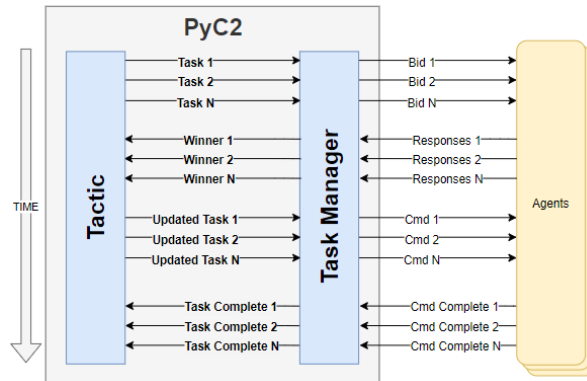 PyC2
Task 1 Bid 1
Task 2 Bid 2
Task N Bid N
Winner 1 Responses 1
Winner 2 Responses 2
Winner N Responses N
TIME Tactic Task Manager Agents
Updated Task 1 Cmd 1
Updated Task 2 Cmd 2
Updated Task N Cmd N
Task Complete 1 Cmd Complete 1
Task Complete 2 Cmd Complete 2
Task Complete N Cmd Complete N